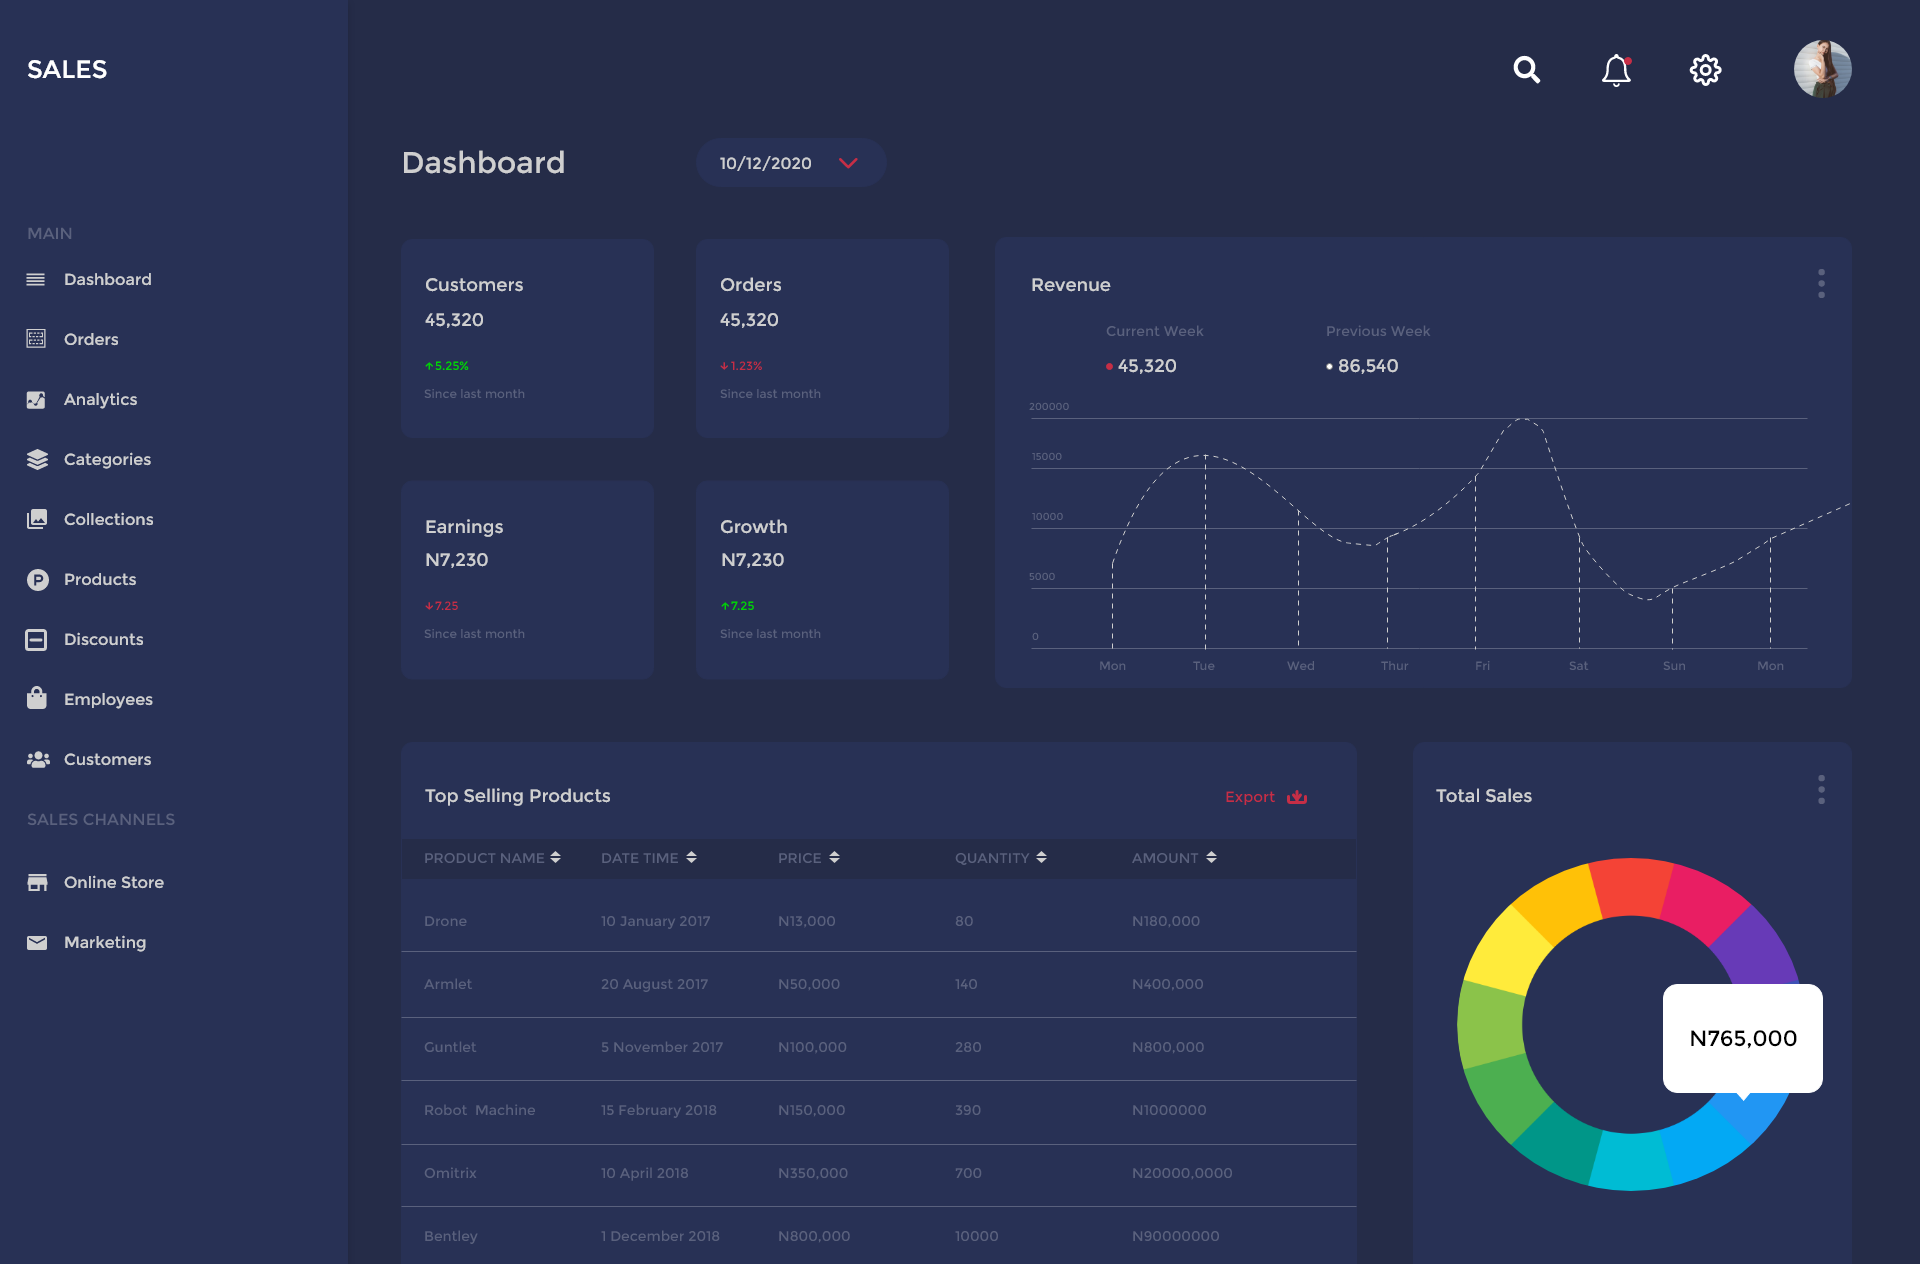 SALES
MAIN
Dashboard
Orders
Analytics
Categories
Collections
Products
Discounts
Employees
Customers
SALES CHANNELS
Online Store
Marketing
Dashboard
10/12/2020
Customers
45,320
5.25%
Since last month
Orders
45,320
1.23%
Since last month
Earnings
N7,230
7.25
Since last month
Growth
N7,230
7.25
Since last month
Revenue
Current Week
45,320
Previous Week
86,540
200000
15000
10000
5000
0
Mon Tue Wed Thur Fri Sat Sun Mon
Top Selling Products
Export
PRODUCT NAME DATE TIME PRICE QUANTITY AMOUNT
Drone 10 January 2017 N13,000 80 N180,000
Armlet 20 August 2017 N50,000 140 N400,000
Guntlet 5 November 2017 N100,000 280 N800,000
Robot Machine 15 February 2018 N150,000 390 N1000000
Omitrix 10 April 2018 N350,000 700 N20000,0000
Bentley 1 December 2018 N800,000 10000 N90000000
Total Sales
N765,000